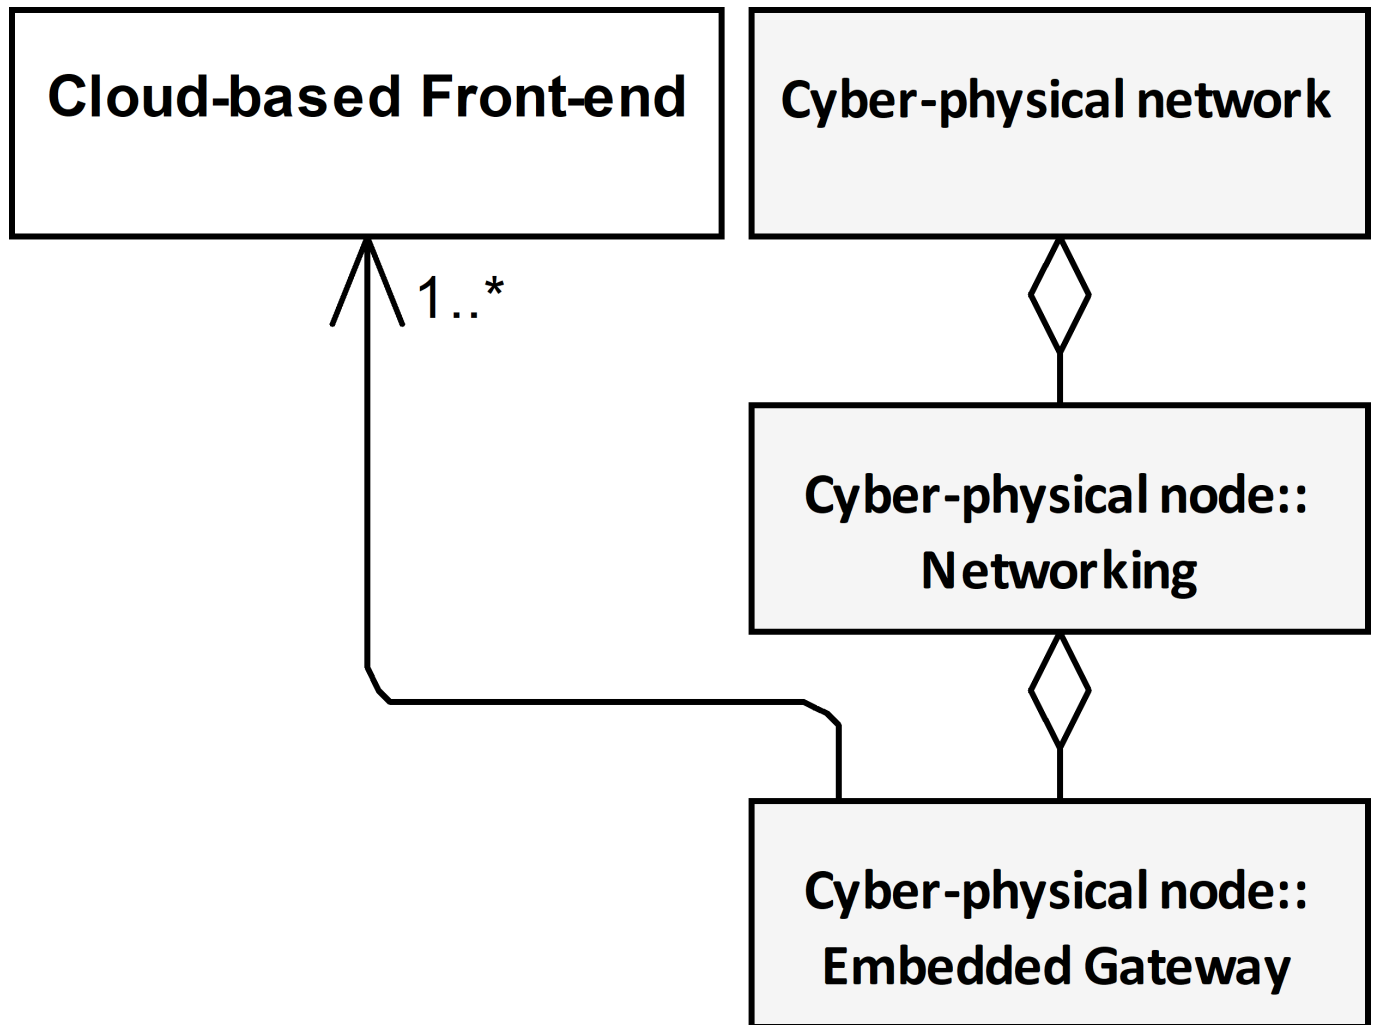 Cloud-based Front-end
Cyber-physical network
1..*
Cyber-physical node::
Networking
Cyber-physical node::
Embedded Gateway